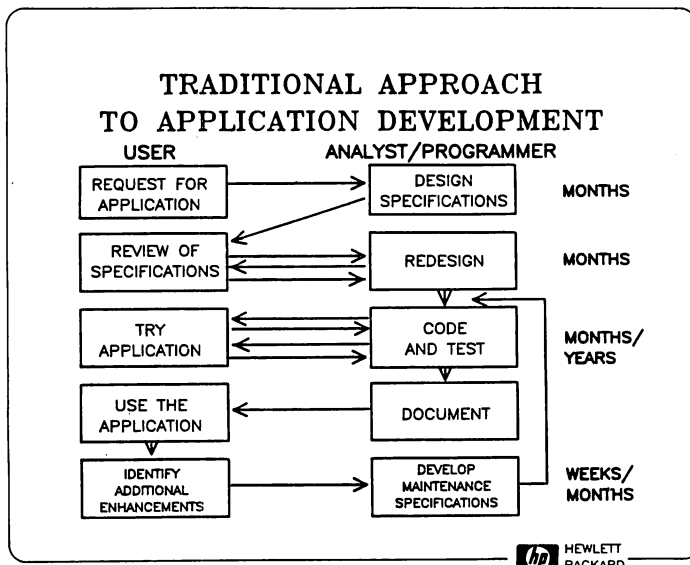 TRADITIONAL APPROACH
TO APPLICATION DEVELOPMENT
USER ANALYST/PROGRAMMER
REQUEST FOR
APPLICATION
DESIGN
SPECIFICATIONS
MONTHS
REVIEW OF
SPECIFICATIONS
REDESIGN
MONTHS
TRY
APPLICATION
CODE
AND TEST
MONTHS/
YEARS
USE THE
APPLICATION
DOCUMENT
IDENTIFY
ADDITIONAL
ENHANCEMENTS
DEVELOP
MAINTENANCE
SPECIFICATIONS
WEEKS/
MONTHS
hp HEWLETT
PACKARD